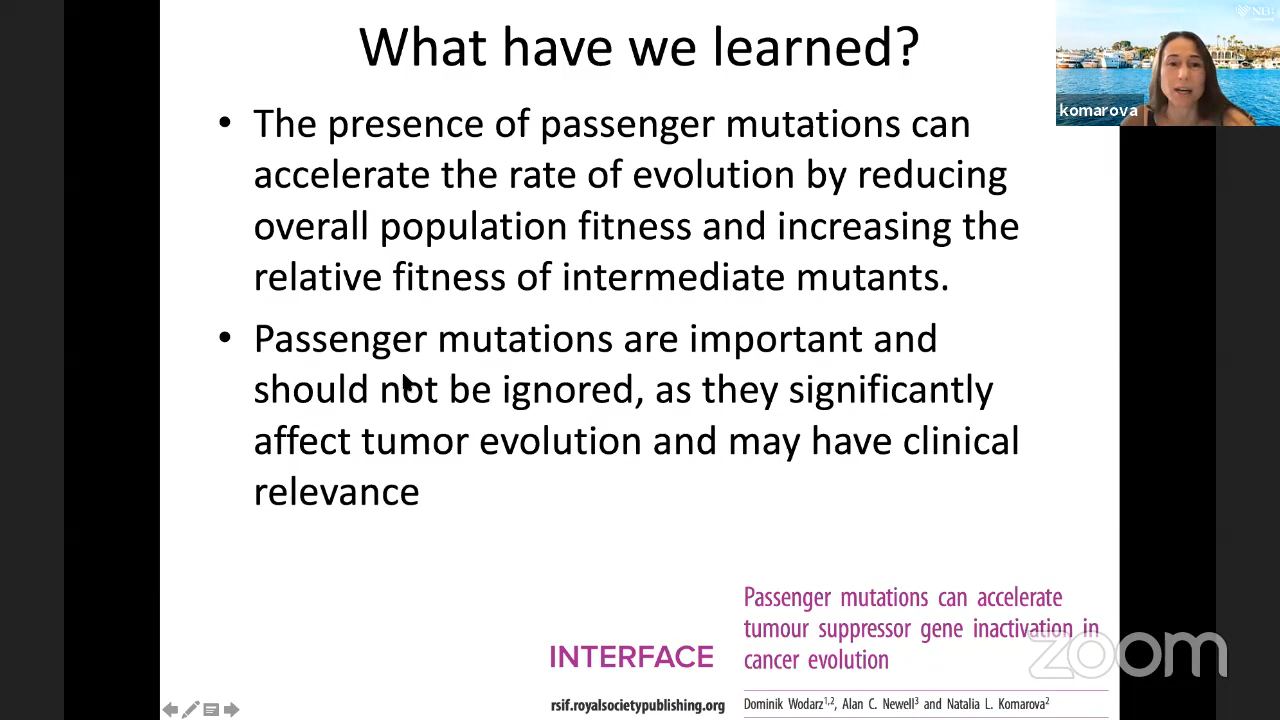 What have we learned?
• The presence of passenger mutations can
accelerate the rate of evolution by reducing
overall population fitness and increasing the
relative fitness of intermediate mutants.
• Passenger mutations are important and
should not be ignored, as they significantly
affect tumor evolution and may have clinical
relevance
komarova
Passenger mutations can accelerate
tumour suppressor gene inactivation in
cancer evolution
INTERFACE
zoom
rsif.royalsocietypublishing.org
Dominik Wodarz1,2, Alan C. Newell3 and Natalia L. Komarova2